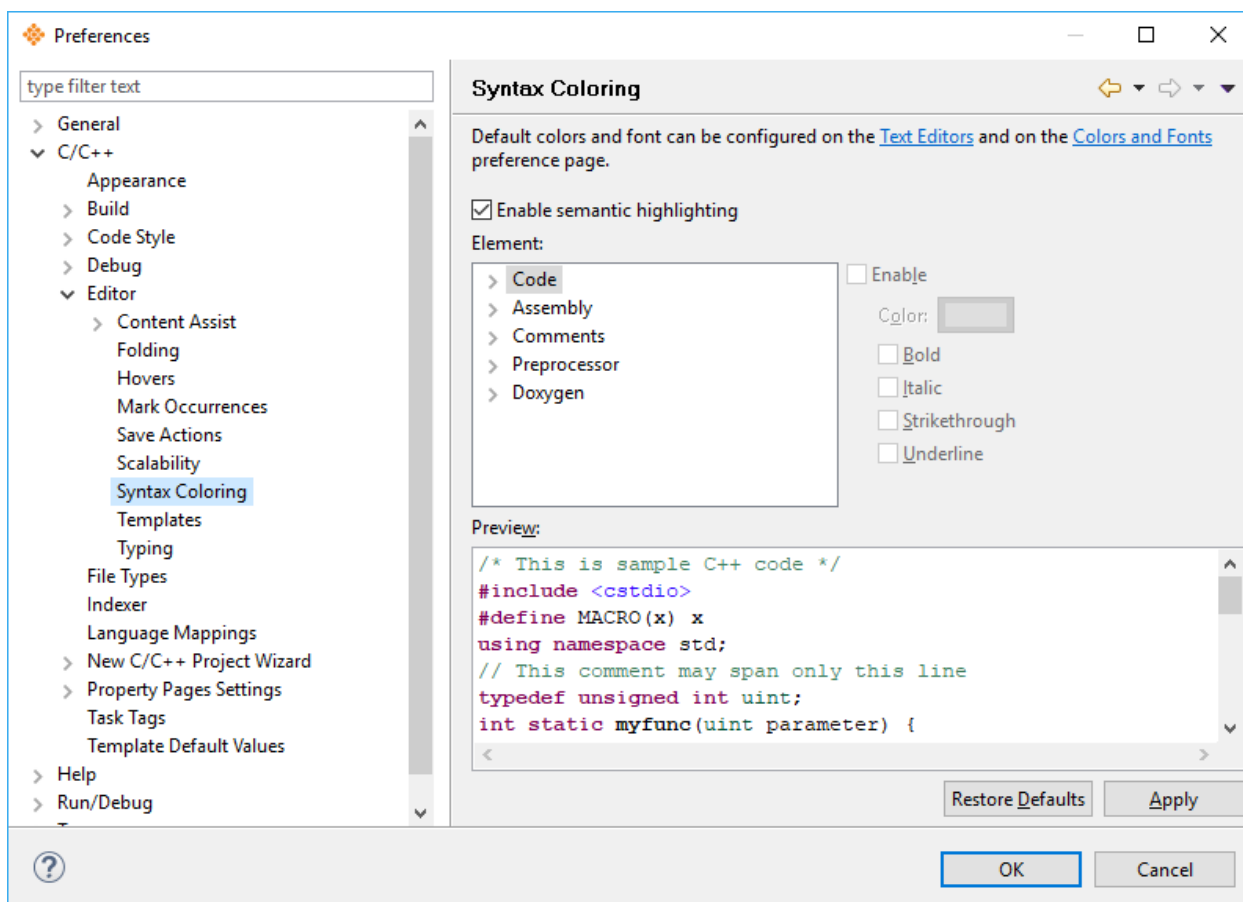 Preferences
type filter text
General
C/C++
Appearance
Build
Code Style
Debug
Editor
Content Assist
Folding
Hovers
Mark Occurrences
Save Actions
Scalability
Syntax Coloring
Templates
Typing
File Types
Indexer
Language Mappings
New C/C++ Project Wizard
Property Pages Settings
Task Tags
Template Default Values
Help
Run/Debug
Syntax Coloring
Default colors and font can be configured on the Text Editors and on the Colors and Fonts
preference page.
Enable semantic highlighting
Element:
Code
Assembly
Comments
Preprocessor
Doxygen
Enable
Color:
Bold
Italic
Strikethrough
Underline
Preview:
/* This is sample C++ code */
#include <cstdio>
#define MACRO(x) x
using namespace std;
// This comment may span only this line
typedef unsigned int uint;
int static myfunc(uint parameter) {
Restore Defaults
Apply
OK
Cancel